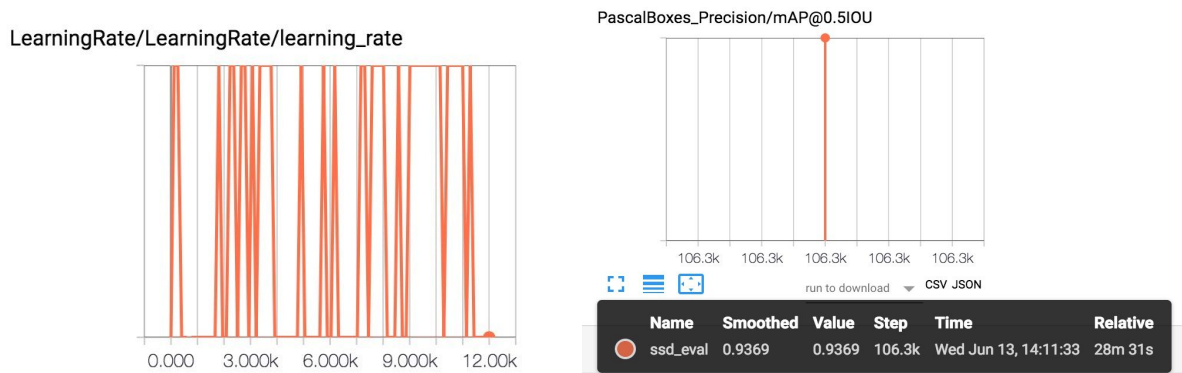 LearningRate/LearningRate/learning_rate
0.000 3.000k 6.000k 9.000k 12.00k
PascalBoxes_Precision/mAP@0.5IOU
106.3k 106.3k 106.3k 106.3k 106.3k
run to download CSV JSON
Name Smoothed Value Step Time Relative
ssd_eval 0.9369 0.9369 106.3k Wed Jun 13, 14:11:33 28m 31s